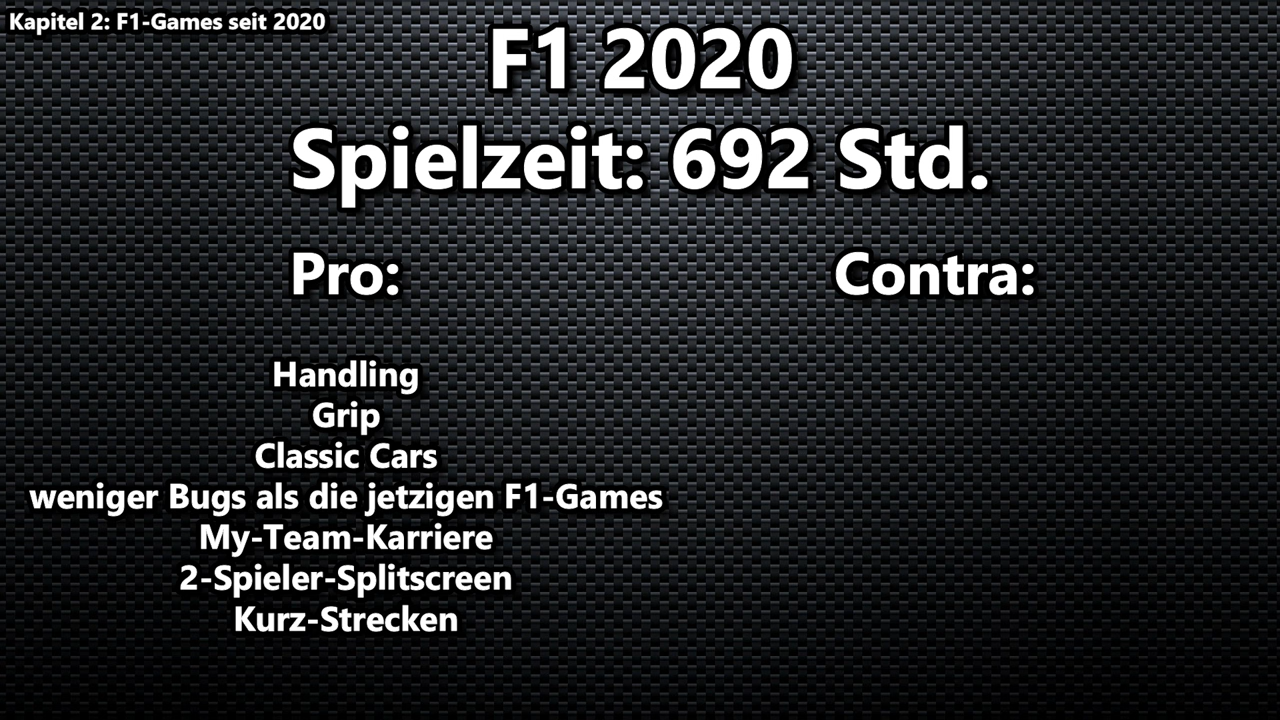 Kapitel 2: F1-Games seit 2020
F1 2020
Spielzeit: 692 Std.
Pro:
Contra:
Handling
Grip
Classic Cars
weniger Bugs als die jetzigen F1-Games
My-Team-Karriere
2-Spieler-Splitscreen
Kurz-Strecken